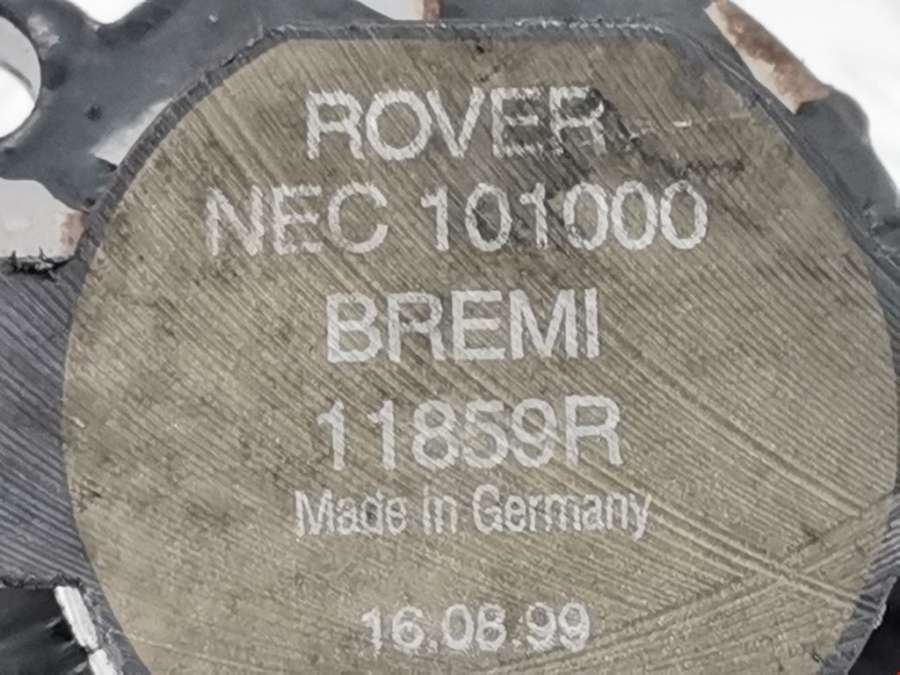 ROVER
NEC 101000
BREMI
11859R
Made in Germany
16.08.99